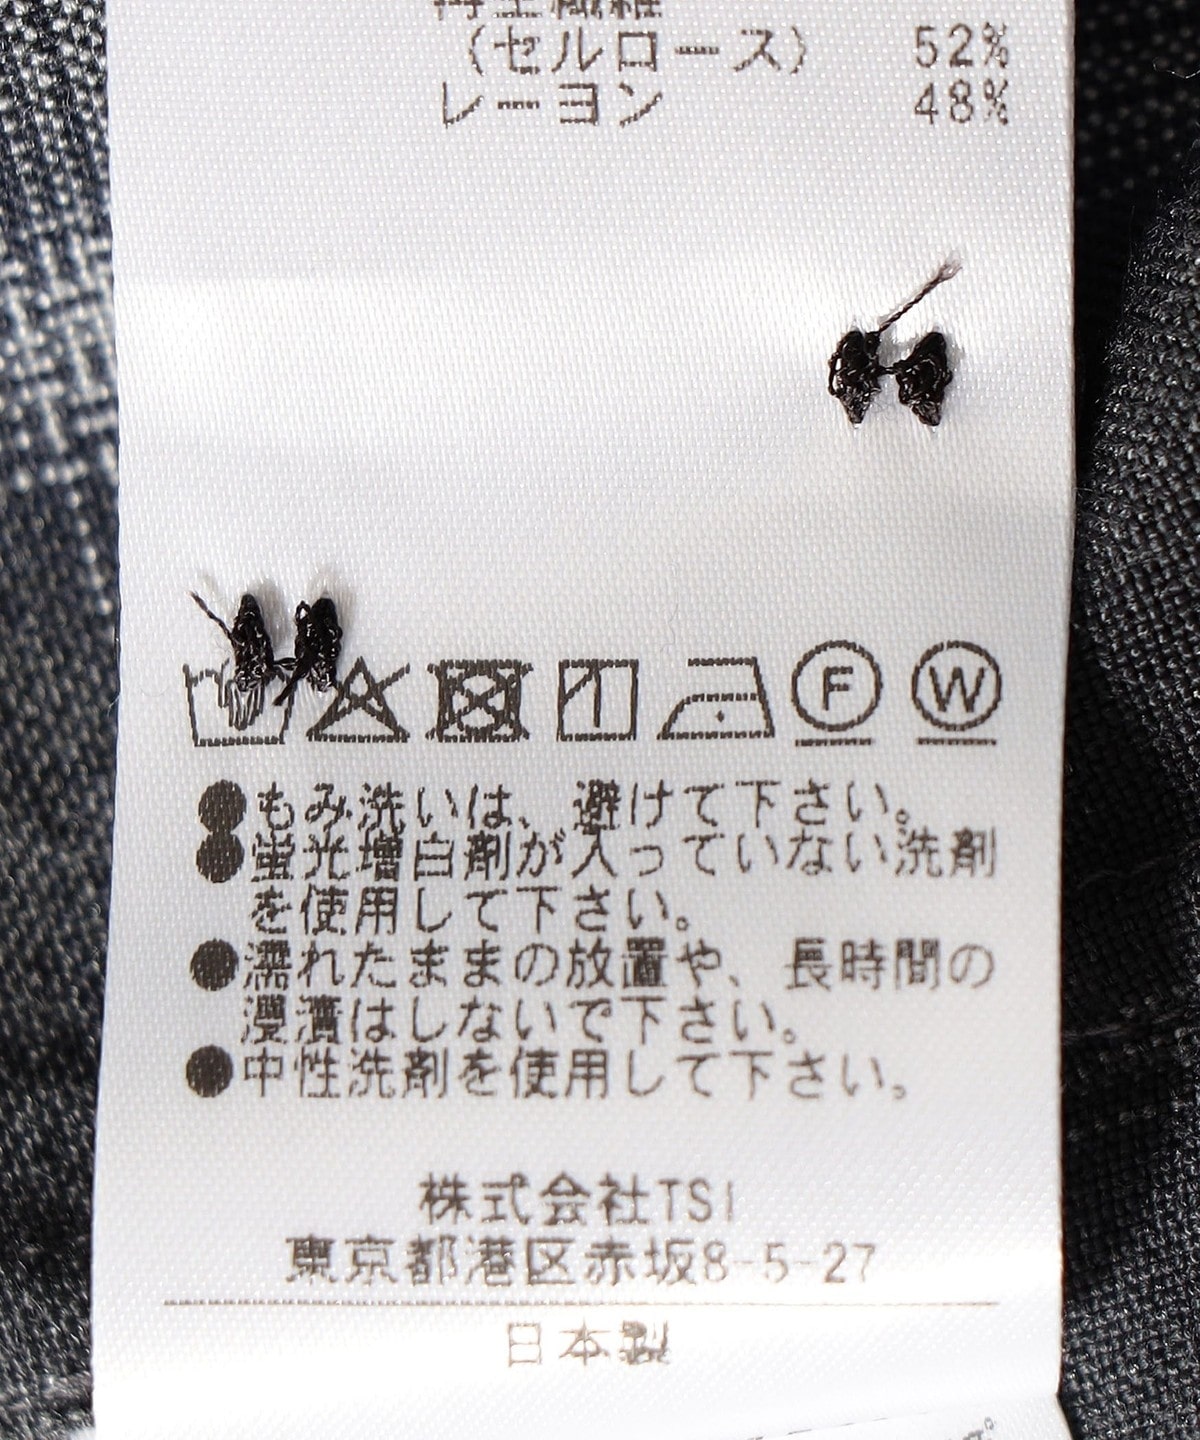 再生繊維
(セルロース) 52%
レーヨン 48%
F W
●もみ洗いは、避けて下さい。
●蛍光増白剤が入っていない洗剤
を使用して下さい。
●濡れたままの放置や、長時間の
浸漬はしないで下さい。
●中性洗剤を使用して下さい。
株式会社TSI
東京都港区赤坂8-5-27
日本製